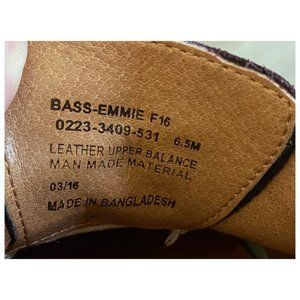 BASS-EMMIE F16
0223-3409-531 6.5M
LEATHER UPPER BALANCE
MAN MADE MATERIAL
03/16
MADE IN BANGLADESH